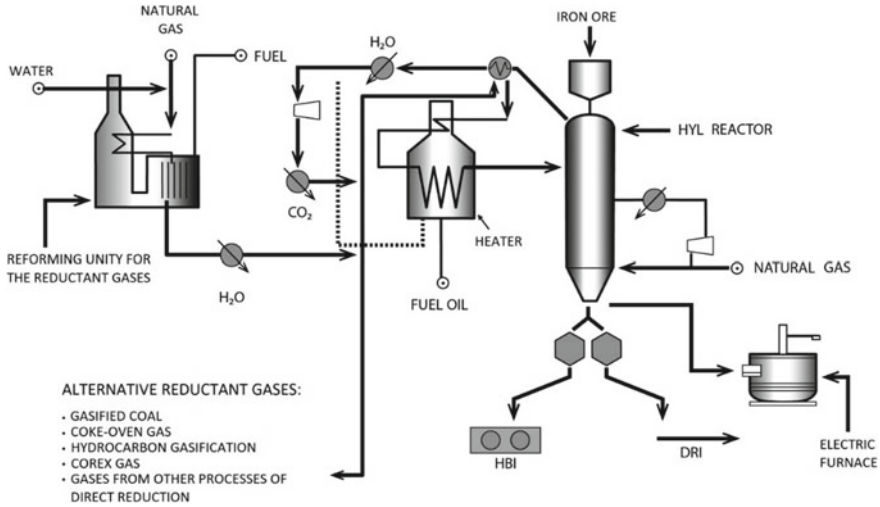 NATURAL
GAS
FUEL
WATER
H₂O
IRON ORE
HYL REACTOR
CO₂
HEATER
REFORMING UNITY FOR
THE REDUCTANT GASES
H₂O
FUEL OIL
NATURAL GAS
ALTERNATIVE REDUCTANT GASES:
• GASIFIED COAL
• COKE-OVEN GAS
• HYDROCARBON GASIFICATION
• COREX GAS
• GASES FROM OTHER PROCESSES OF
DIRECT REDUCTION
HBI
DRI
ELECTRIC
FURNACE